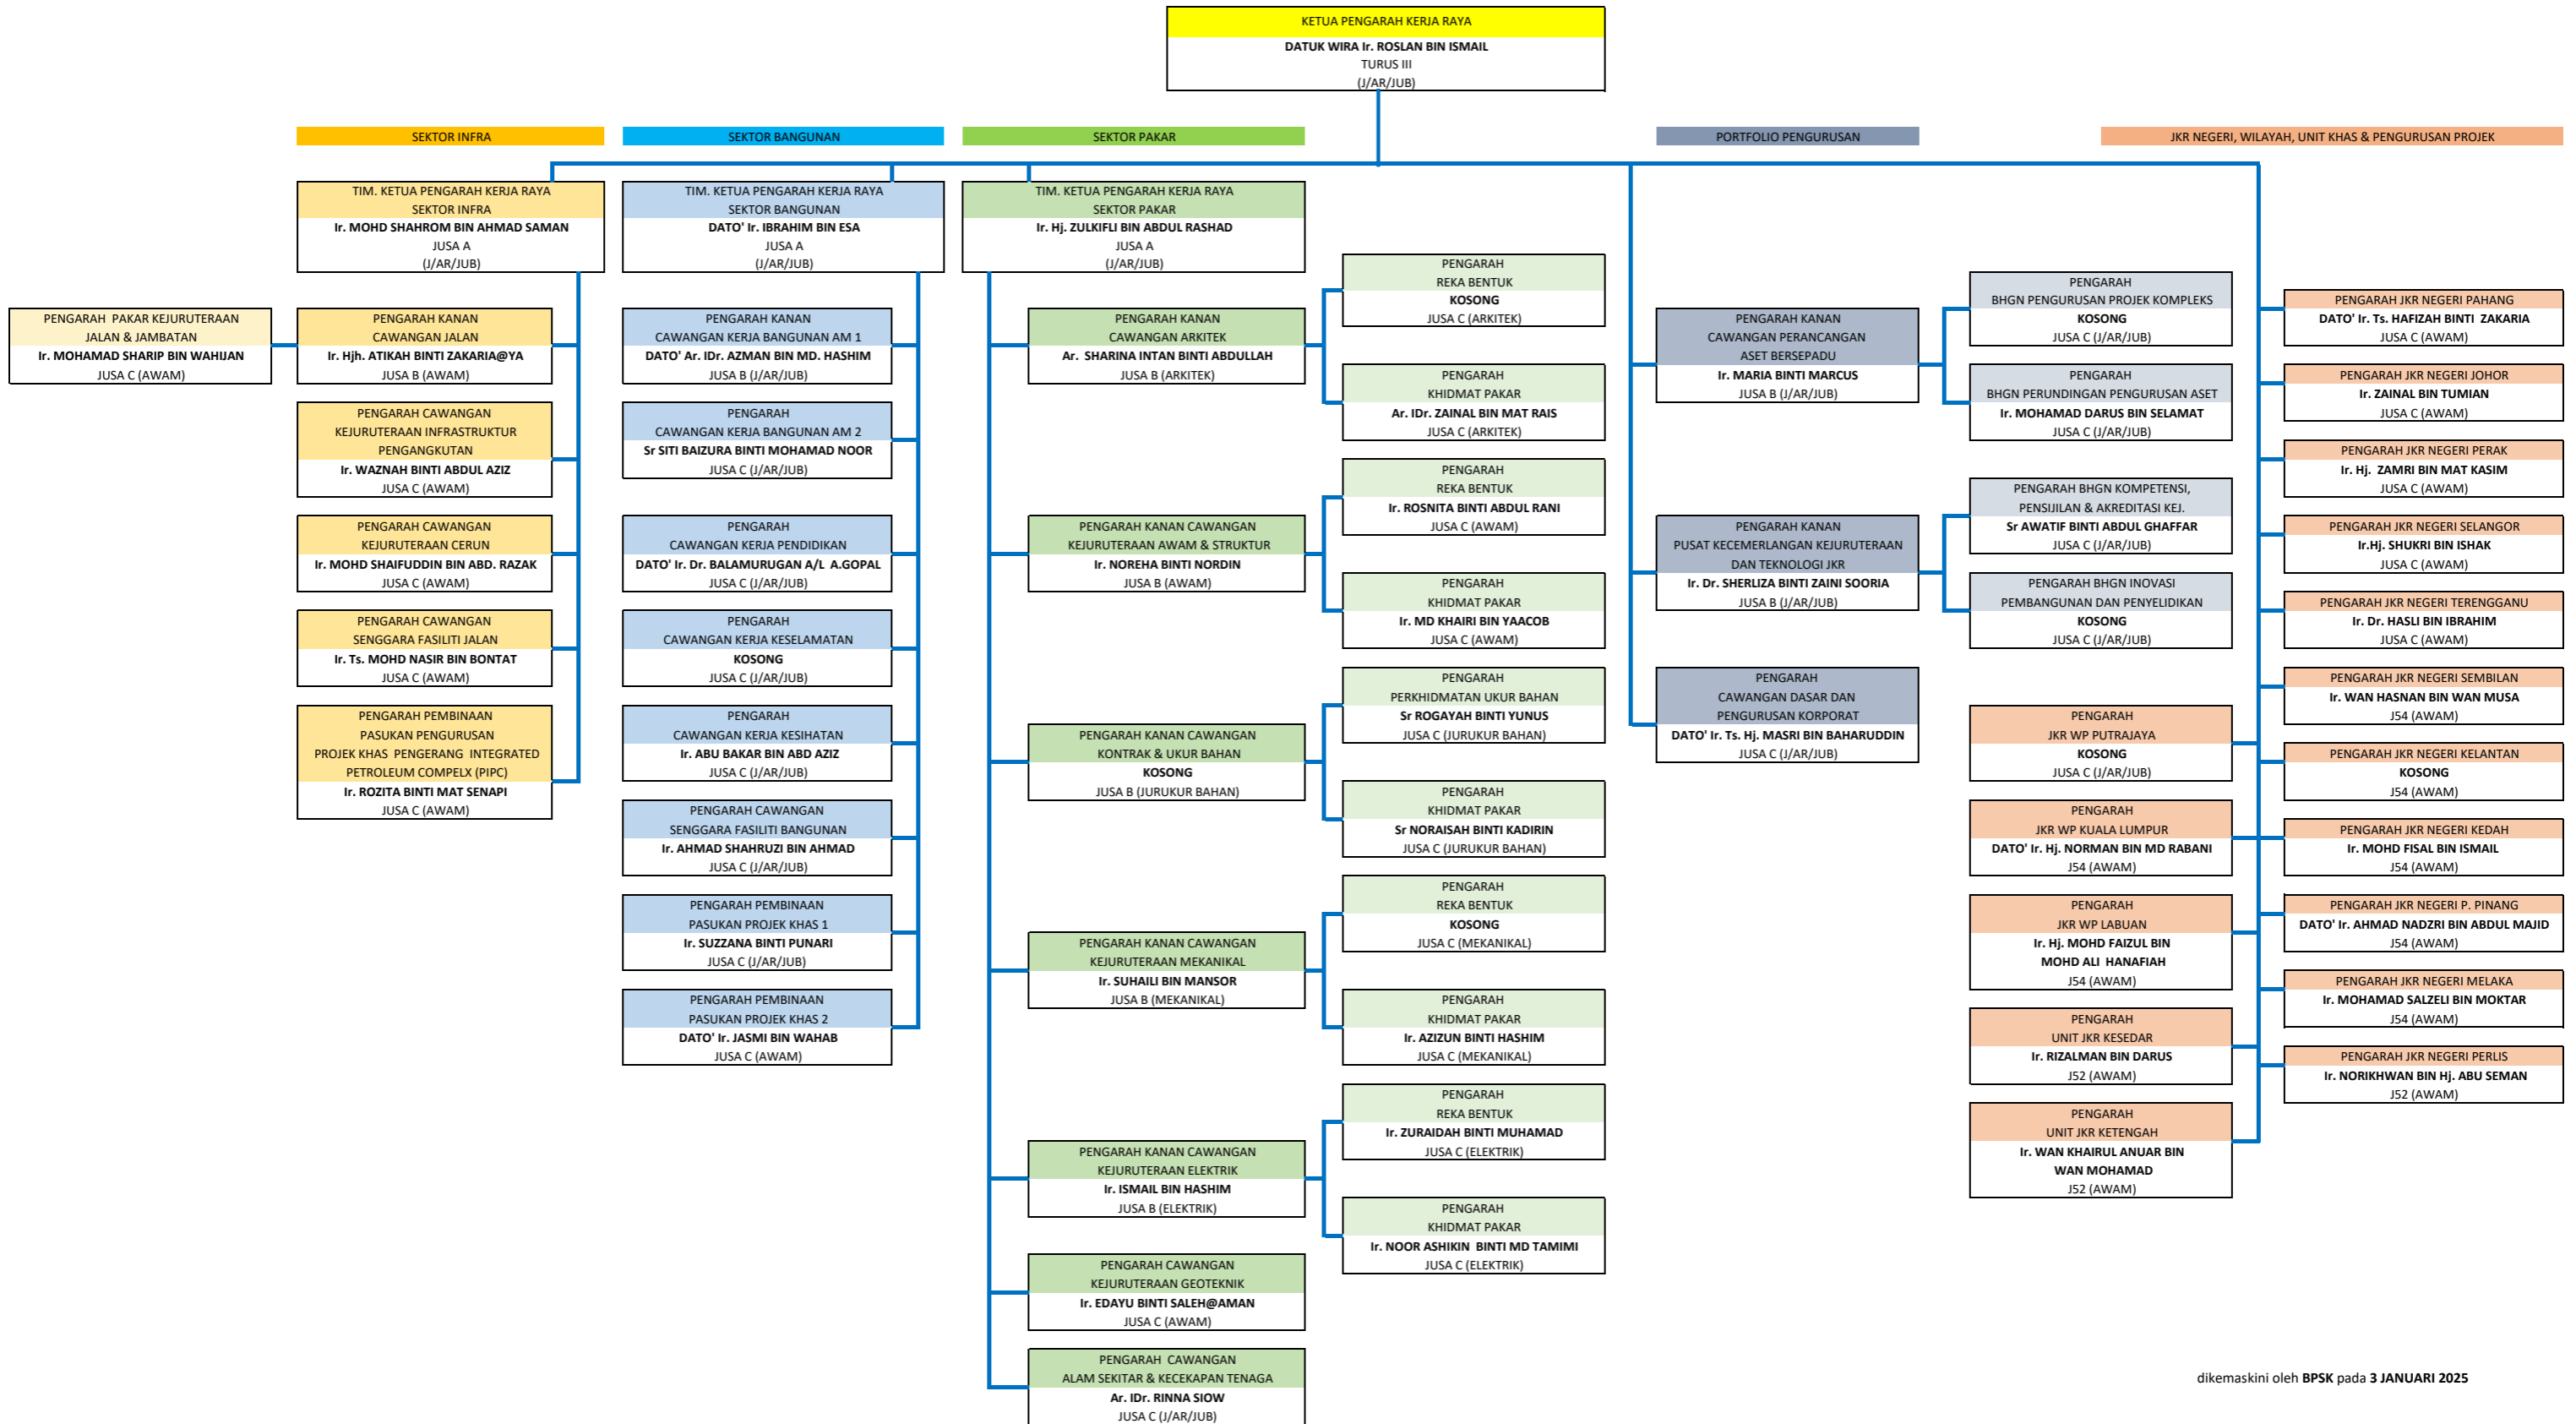 KETUA PENGARAH KERJA RAYA
DATUK WIRA Ir. ROSLAN BIN ISMAIL
TURUS III
(J/AR/JUB)
SEKTOR INFRA
SEKTOR BANGUNAN
SEKTOR PAKAR
PORTFOLIO PENGURUSAN
JKR NEGERI, WILAYAH, UNIT KHAS & PENGURUSAN PROJEK
TIM. KETUA PENGARAH KERJA RAYA
SEKTOR INFRA
Ir. MOHD SHAHROM BIN AHMAD SAMAN
JUSA A
(J/AR/JUB)
PENGARAH PAKAR KEJURUTERAAN
JALAN & JAMBATAN
Ir. MOHAMAD SHARIP BIN WAHIJAN
JUSA C (AWAM)
PENGARAH KANAN
CAWANGAN JALAN
Ir. Hjh. ATIKAH BINTI ZAKARIA@YA
JUSA B (AWAM)
PENGARAH CAWANGAN
KEJURUTERAAN INFRASTRUKTUR
PENGANGKUTAN
Ir. WAZNAH BINTI ABDUL AZIZ
JUSA C (AWAM)
PENGARAH CAWANGAN
KEJURUTERAAN CERUN
Ir. MOHD SHAIFUDDIN BIN ABD. RAZAK
JUSA C (AWAM)
PENGARAH CAWANGAN
SENGGARA FASILITI JALAN
Ir. Ts. MOHD NASIR BIN BONTAT
JUSA C (AWAM)
PENGARAH PEMBINAAN
PASUKAN PENGURUSAN
PROJEK KHAS PENGERANG INTEGRATED
PETROLEUM COMPELX (PIPC)
Ir. ROZITA BINTI MAT SENAPI
JUSA C (AWAM)
TIM. KETUA PENGARAH KERJA RAYA
SEKTOR BANGUNAN
DATO' Ir. IBRAHIM BIN ESA
JUSA A
(J/AR/JUB)
PENGARAH KANAN
CAWANGAN KERJA BANGUNAN AM 1
DATO' Ar. IDr. AZMAN BIN MD. HASHIM
JUSA B (J/AR/JUB)
PENGARAH
CAWANGAN KERJA BANGUNAN AM 2
Sr SITI BAIZURA BINTI MOHAMAD NOOR
JUSA C (J/AR/JUB)
PENGARAH
CAWANGAN KERJA PENDIDIKAN
DATO' Ir. Dr. BALAMURUGAN A/L A.GOPAL
JUSA C (J/AR/JUB)
PENGARAH
CAWANGAN KERJA KESELAMATAN
KOSONG
JUSA C (J/AR/JUB)
PENGARAH
CAWANGAN KERJA KESIHATAN
Ir. ABU BAKAR BIN ABD AZIZ
JUSA C (J/AR/JUB)
PENGARAH CAWANGAN
SENGGARA FASILITI BANGUNAN
Ir. AHMAD SHAHRUZI BIN AHMAD
JUSA C (J/AR/JUB)
PENGARAH PEMBINAAN
PASUKAN PROJEK KHAS 1
Ir. SUZZANA BINTI PUNARI
JUSA C (J/AR/JUB)
PENGARAH PEMBINAAN
PASUKAN PROJEK KHAS 2
DATO' Ir. JASMI BIN WAHAB
JUSA C (AWAM)
TIM. KETUA PENGARAH KERJA RAYA
SEKTOR PAKAR
Ir. Hj. ZULKIFLI BIN ABDUL RASHAD
JUSA A
(J/AR/JUB)
PENGARAH KANAN
CAWANGAN ARKITEK
Ar. SHARINA INTAN BINTI ABDULLAH
JUSA B (ARKITEK)
PENGARAH
REKA BENTUK
KOSONG
JUSA C (ARKITEK)
PENGARAH
KHIDMAT PAKAR
Ar. IDr. ZAINAL BIN MAT RAIS
JUSA C (ARKITEK)
PENGARAH KANAN CAWANGAN
KEJURUTERAAN AWAM & STRUKTUR
Ir. NOREHA BINTI NORDIN
JUSA B (AWAM)
PENGARAH
REKA BENTUK
Ir. ROSNITA BINTI ABDUL RANI
JUSA C (AWAM)
PENGARAH
KHIDMAT PAKAR
Ir. MD KHAIRI BIN YAACOB
JUSA C (AWAM)
PENGARAH KANAN CAWANGAN
KONTRAK & UKUR BAHAN
KOSONG
JUSA B (JURUKUR BAHAN)
PENGARAH
PERKHIDMATAN UKUR BAHAN
Sr ROGAYAH BINTI YUNUS
JUSA C (JURUKUR BAHAN)
PENGARAH
KHIDMAT PAKAR
Sr NORAISAH BINTI KADIRIN
JUSA C (JURUKUR BAHAN)
PENGARAH KANAN CAWANGAN
KEJURUTERAAN MEKANIKAL
Ir. SUHAILI BIN MANSOR
JUSA B (MEKANIKAL)
PENGARAH
REKA BENTUK
KOSONG
JUSA C (MEKANIKAL)
PENGARAH
KHIDMAT PAKAR
Ir. AZIZUN BINTI HASHIM
JUSA C (MEKANIKAL)
PENGARAH KANAN CAWANGAN
KEJURUTERAAN ELEKTRIK
Ir. ISMAIL BIN HASHIM
JUSA B (ELEKTRIK)
PENGARAH
REKA BENTUK
Ir. ZURAIDAH BINTI MUHAMAD
JUSA C (ELEKTRIK)
PENGARAH
KHIDMAT PAKAR
Ir. NOOR ASHIKIN BINTI MD TAMIMI
JUSA C (ELEKTRIK)
PENGARAH CAWANGAN
KEJURUTERAAN GEOTEKNIK
Ir. EDAYU BINTI SALEH@AMAN
JUSA C (AWAM)
PENGARAH CAWANGAN
ALAM SEKITAR & KECEKAPAN TENAGA
Ar. IDr. RINNA SIOW
JUSA C (J/AR/JUB)
PENGARAH KANAN
CAWANGAN PERANCANGAN
ASET BERSEPADU
Ir. MARIA BINTI MARCUS
JUSA B (J/AR/JUB)
PENGARAH
BHGN PENGURUSAN PROJEK KOMPLEKS
KOSONG
JUSA C (J/AR/JUB)
PENGARAH
BHGN PERUNDINGAN PENGURUSAN ASET
Ir. MOHAMAD DARUS BIN SELAMAT
JUSA C (J/AR/JUB)
PENGARAH KANAN
PUSAT KECEMERLANGAN KEJURUTERAAN
DAN TEKNOLOGI JKR
Ir. Dr. SHERLIZA BINTI ZAINI SOORIA
JUSA B (J/AR/JUB)
PENGARAH BHGN KOMPETENSI,
PENSIJILAN & AKREDITASI KEJ.
Sr AWATIF BINTI ABDUL GHAFFAR
JUSA C (J/AR/JUB)
PENGARAH BHGN INOVASI
PEMBANGUNAN DAN PENYELIDIKAN
KOSONG
JUSA C (J/AR/JUB)
PENGARAH
CAWANGAN DASAR DAN
PENGURUSAN KORPORAT
DATO' Ir. Ts. Hj. MASRI BIN BAHARUDDIN
JUSA C (J/AR/JUB)
PENGARAH
JKR WP PUTRAJAYA
KOSONG
JUSA C (J/AR/JUB)
PENGARAH
JKR WP KUALA LUMPUR
DATO' Ir. Hj. NORMAN BIN MD RABANI
J54 (AWAM)
PENGARAH
JKR WP LABUAN
Ir. Hj. MOHD FAIZUL BIN
MOHD ALI HANAFIAH
J54 (AWAM)
PENGARAH
UNIT JKR KESEDAR
Ir. RIZALMAN BIN DARUS
J52 (AWAM)
PENGARAH
UNIT JKR KETENGAH
Ir. WAN KHAIRUL ANUAR BIN
WAN MOHAMAD
J52 (AWAM)
PENGARAH JKR NEGERI PAHANG
DATO' Ir. Ts. HAFIZAH BINTI ZAKARIA
JUSA C (AWAM)
PENGARAH JKR NEGERI JOHOR
Ir. ZAINAL BIN TUMIAN
JUSA C (AWAM)
PENGARAH JKR NEGERI PERAK
Ir. Hj. ZAMRI BIN MAT KASIM
JUSA C (AWAM)
PENGARAH JKR NEGERI SELANGOR
Ir.Hj. SHUKRI BIN ISHAK
JUSA C (AWAM)
PENGARAH JKR NEGERI TERENGGANU
Ir. Dr. HASLI BIN IBRAHIM
JUSA C (AWAM)
PENGARAH JKR NEGERI SEMBILAN
Ir. WAN HASNAN BIN WAN MUSA
J54 (AWAM)
PENGARAH JKR NEGERI KELANTAN
KOSONG
J54 (AWAM)
PENGARAH JKR NEGERI KEDAH
Ir. MOHD FISAL BIN ISMAIL
J54 (AWAM)
PENGARAH JKR NEGERI P. PINANG
DATO' Ir. AHMAD NADZRI BIN ABDUL MAJID
J54 (AWAM)
PENGARAH JKR NEGERI MELAKA
Ir. MOHAMAD SALZELI BIN MOKTAR
J54 (AWAM)
PENGARAH JKR NEGERI PERLIS
Ir. NORIKHWAN BIN Hj. ABU SEMAN
J52 (AWAM)
dikemaskini oleh BPSK pada 3 JANUARI 2025